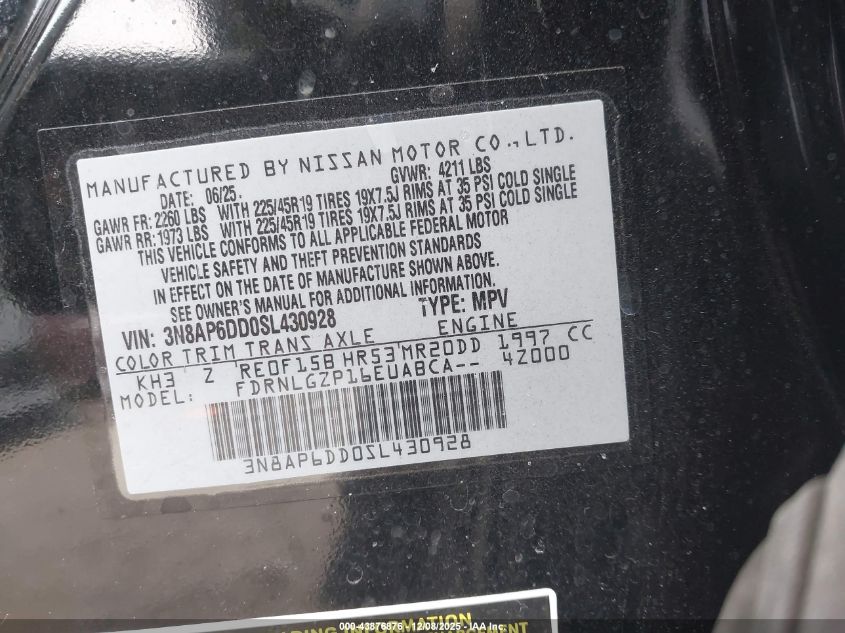 MANUFACTURED BY NISSAN MOTOR CO., LTD.
DATE: 06/25. GVWR: 4211 LBS
GAWR FR: 2260 LBS WITH 225/45R19 TIRES 19X7.5J RIMS AT 35 PSI COLD SINGLE
GAWR RR: 1973 LBS WITH 225/45R19 TIRES 19X7.5J RIMS AT 35 PSI COLD SINGLE
THIS VEHICLE CONFORMS TO ALL APPLICABLE FEDERAL MOTOR
VEHICLE SAFETY AND THEFT PREVENTION STANDARDS
IN EFFECT ON THE DATE OF MANUFACTURE SHOWN ABOVE.
SEE OWNER'S MANUAL FOR ADDITIONAL INFORMATION.
VIN: 3N8AP6DD0SL430928 TYPE: MPV
COLOR TRIM TRANS AXLE ENGINE
KH3 Z RE0F15B HR53 MR20DD 1997 CC
MODEL: FDRNLGZP16EUABCA-- 42000
3N8AP6DD0SL430928
INFORMATION
000-43876876 - 12/08/2025 - IAA Inc.